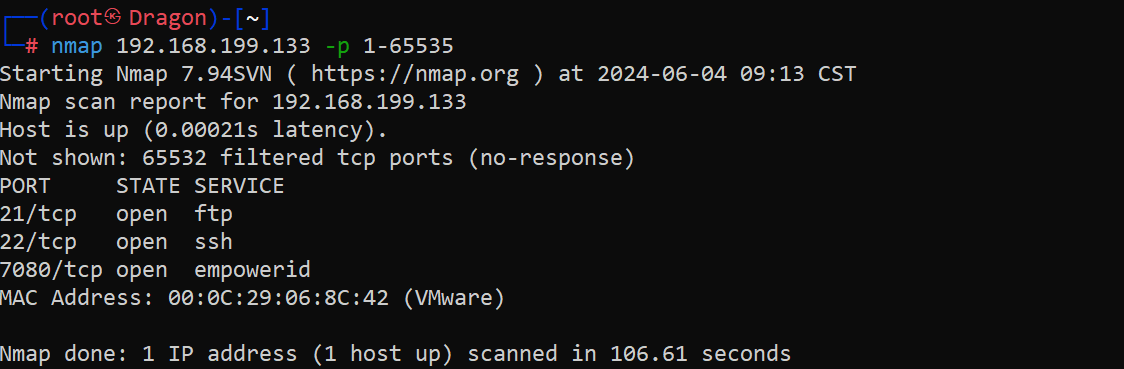 ┌──(root㉿Dragon)-[~]
└─# nmap 192.168.199.133 -p 1-65535
Starting Nmap 7.94SVN ( https://nmap.org ) at 2024-06-04 09:13 CST
Nmap scan report for 192.168.199.133
Host is up (0.00021s latency).
Not shown: 65532 filtered tcp ports (no-response)
PORT     STATE SERVICE
21/tcp   open  ftp
22/tcp   open  ssh
7080/tcp open  empowerid
MAC Address: 00:0C:29:06:8C:42 (VMware)

Nmap done: 1 IP address (1 host up) scanned in 106.61 seconds